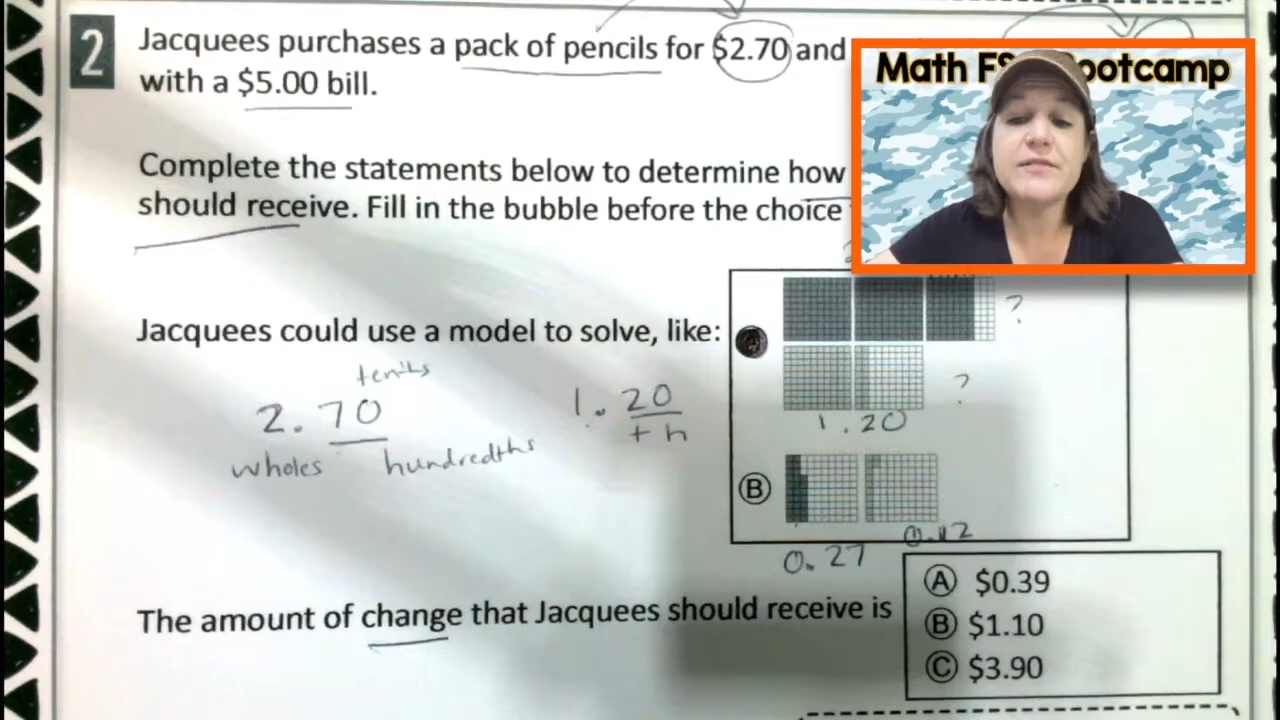 2
Jacquees purchases a pack of pencils for $2.70 and
with a $5.00 bill.
Math FS ootcamp
Complete the statements below to determine how
should receive. Fill in the bubble before the choice
Jacquees could use a model to solve, like:
?
tenths
2.70
wholes
hundredths
1.20
t h
?
1.20
B
0.27
0.12
The amount of change that Jacquees should receive is
A $0.39
B $1.10
C $3.90